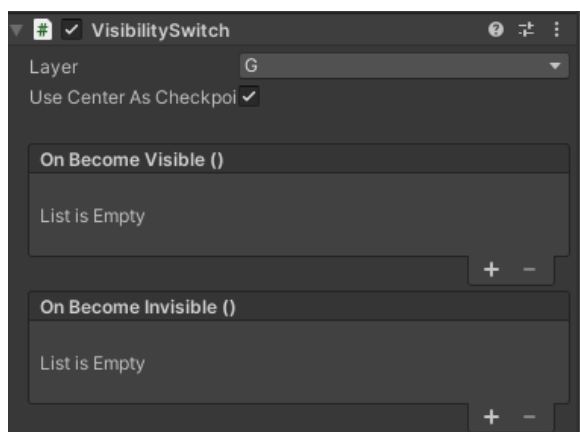 # VisibilitySwitch
Layer G
Use Center As Checkpoi
On Become Visible ()
List is Empty
+ −
On Become Invisible ()
List is Empty
+ −